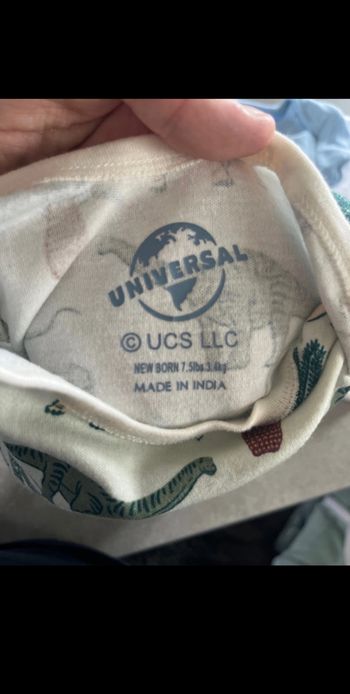 UNIVERSAL
© UCS LLC
NEW BORN 7.5lbs 3.4kg
MADE IN INDIA